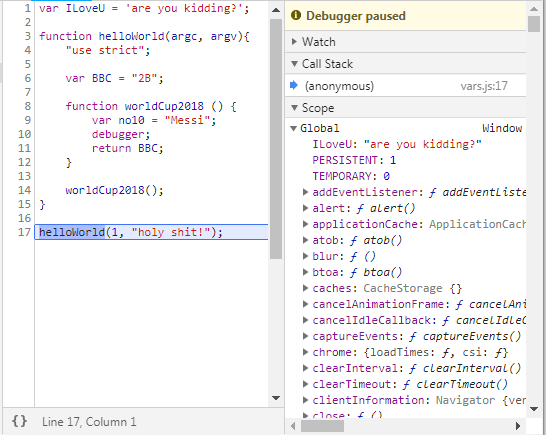 1 var ILoveU = 'are you kidding?';
2
3 function helloWorld(argc, argv){
4 "use strict";
5
6 var BBC = "2B";
7
8 function worldCup2018 () {
9 var no10 = "Messi";
10 debugger;
11 return BBC;
12 }
13
14 worldCup2018();
15 }
16
17 helloWorld(1, "holy shit!");
{} Line 17, Column 1
Debugger paused
Watch
Call Stack
(anonymous) vars.js:17
Scope
Global Window
ILoveU: "are you kidding?"
PERSISTENT: 1
TEMPORARY: 0
addEventListener: ƒ addEventListe
alert: ƒ alert()
applicationCache: ApplicationCach
atob: ƒ atob()
blur: ƒ ()
btoa: ƒ btoa()
caches: CacheStorage {}
cancelAnimationFrame: ƒ cancelAni
cancelIdleCallback: ƒ cancelIdleC
captureEvents: ƒ captureEvents()
chrome: {loadTimes: ƒ, csi: ƒ}
clearInterval: ƒ clearInterval()
clearTimeout: ƒ clearTimeout()
clientInformation: Navigator {ven
close: ƒ ()